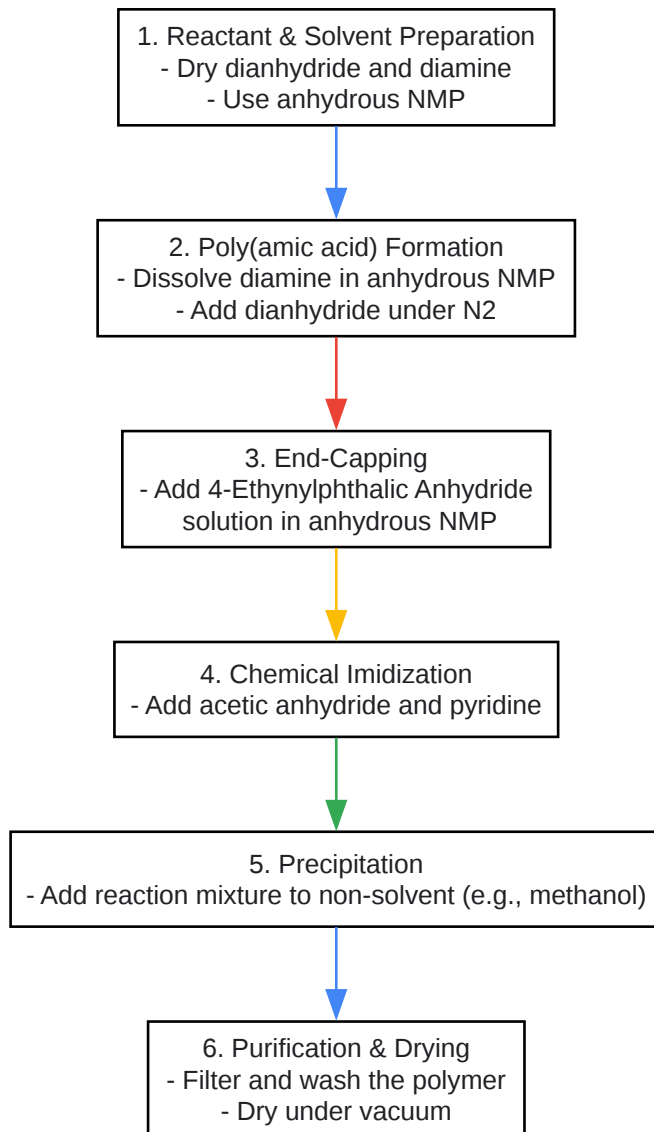 1. Reactant & Solvent Preparation
- Dry dianhydride and diamine
- Use anhydrous NMP
2. Poly(amic acid) Formation
- Dissolve diamine in anhydrous NMP
- Add dianhydride under N2
3. End-Capping
- Add 4-Ethynylphthalic Anhydride
solution in anhydrous NMP
4. Chemical Imidization
- Add acetic anhydride and pyridine
5. Precipitation
- Add reaction mixture to non-solvent (e.g., methanol)
6. Purification & Drying
- Filter and wash the polymer
- Dry under vacuum